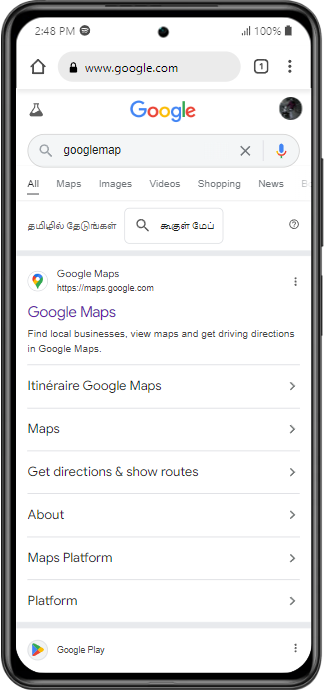 2:48 PM 100%
www.google.com 1
Google
googlemap
All Maps Images Videos Shopping News
தமிழில் தேடுங்கள் கூகுள் மேப்
Google Maps
https://maps.google.com
Google Maps
Find local businesses, view maps and get driving directions
in Google Maps.
Itinéraire Google Maps
Maps
Get directions & show routes
About
Maps Platform
Platform
Google Play